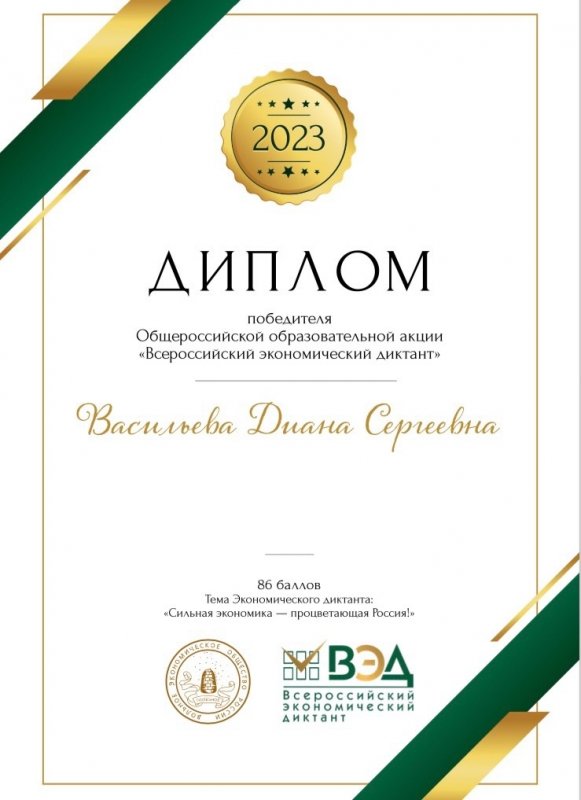 2023
ДИПЛОМ
победителя
Общероссийской образовательной акции
«Всероссийский экономический диктант»
Васильева Диана Сергеевна
86 баллов
Тема Экономического диктанта:
«Сильная экономика — процветающая Россия!»
ВОЛЬНОЕ ЭКОНОМИЧЕСКОЕ ОБЩЕСТВО РОССИИ
ВЭД
Всероссийский
экономический
диктант